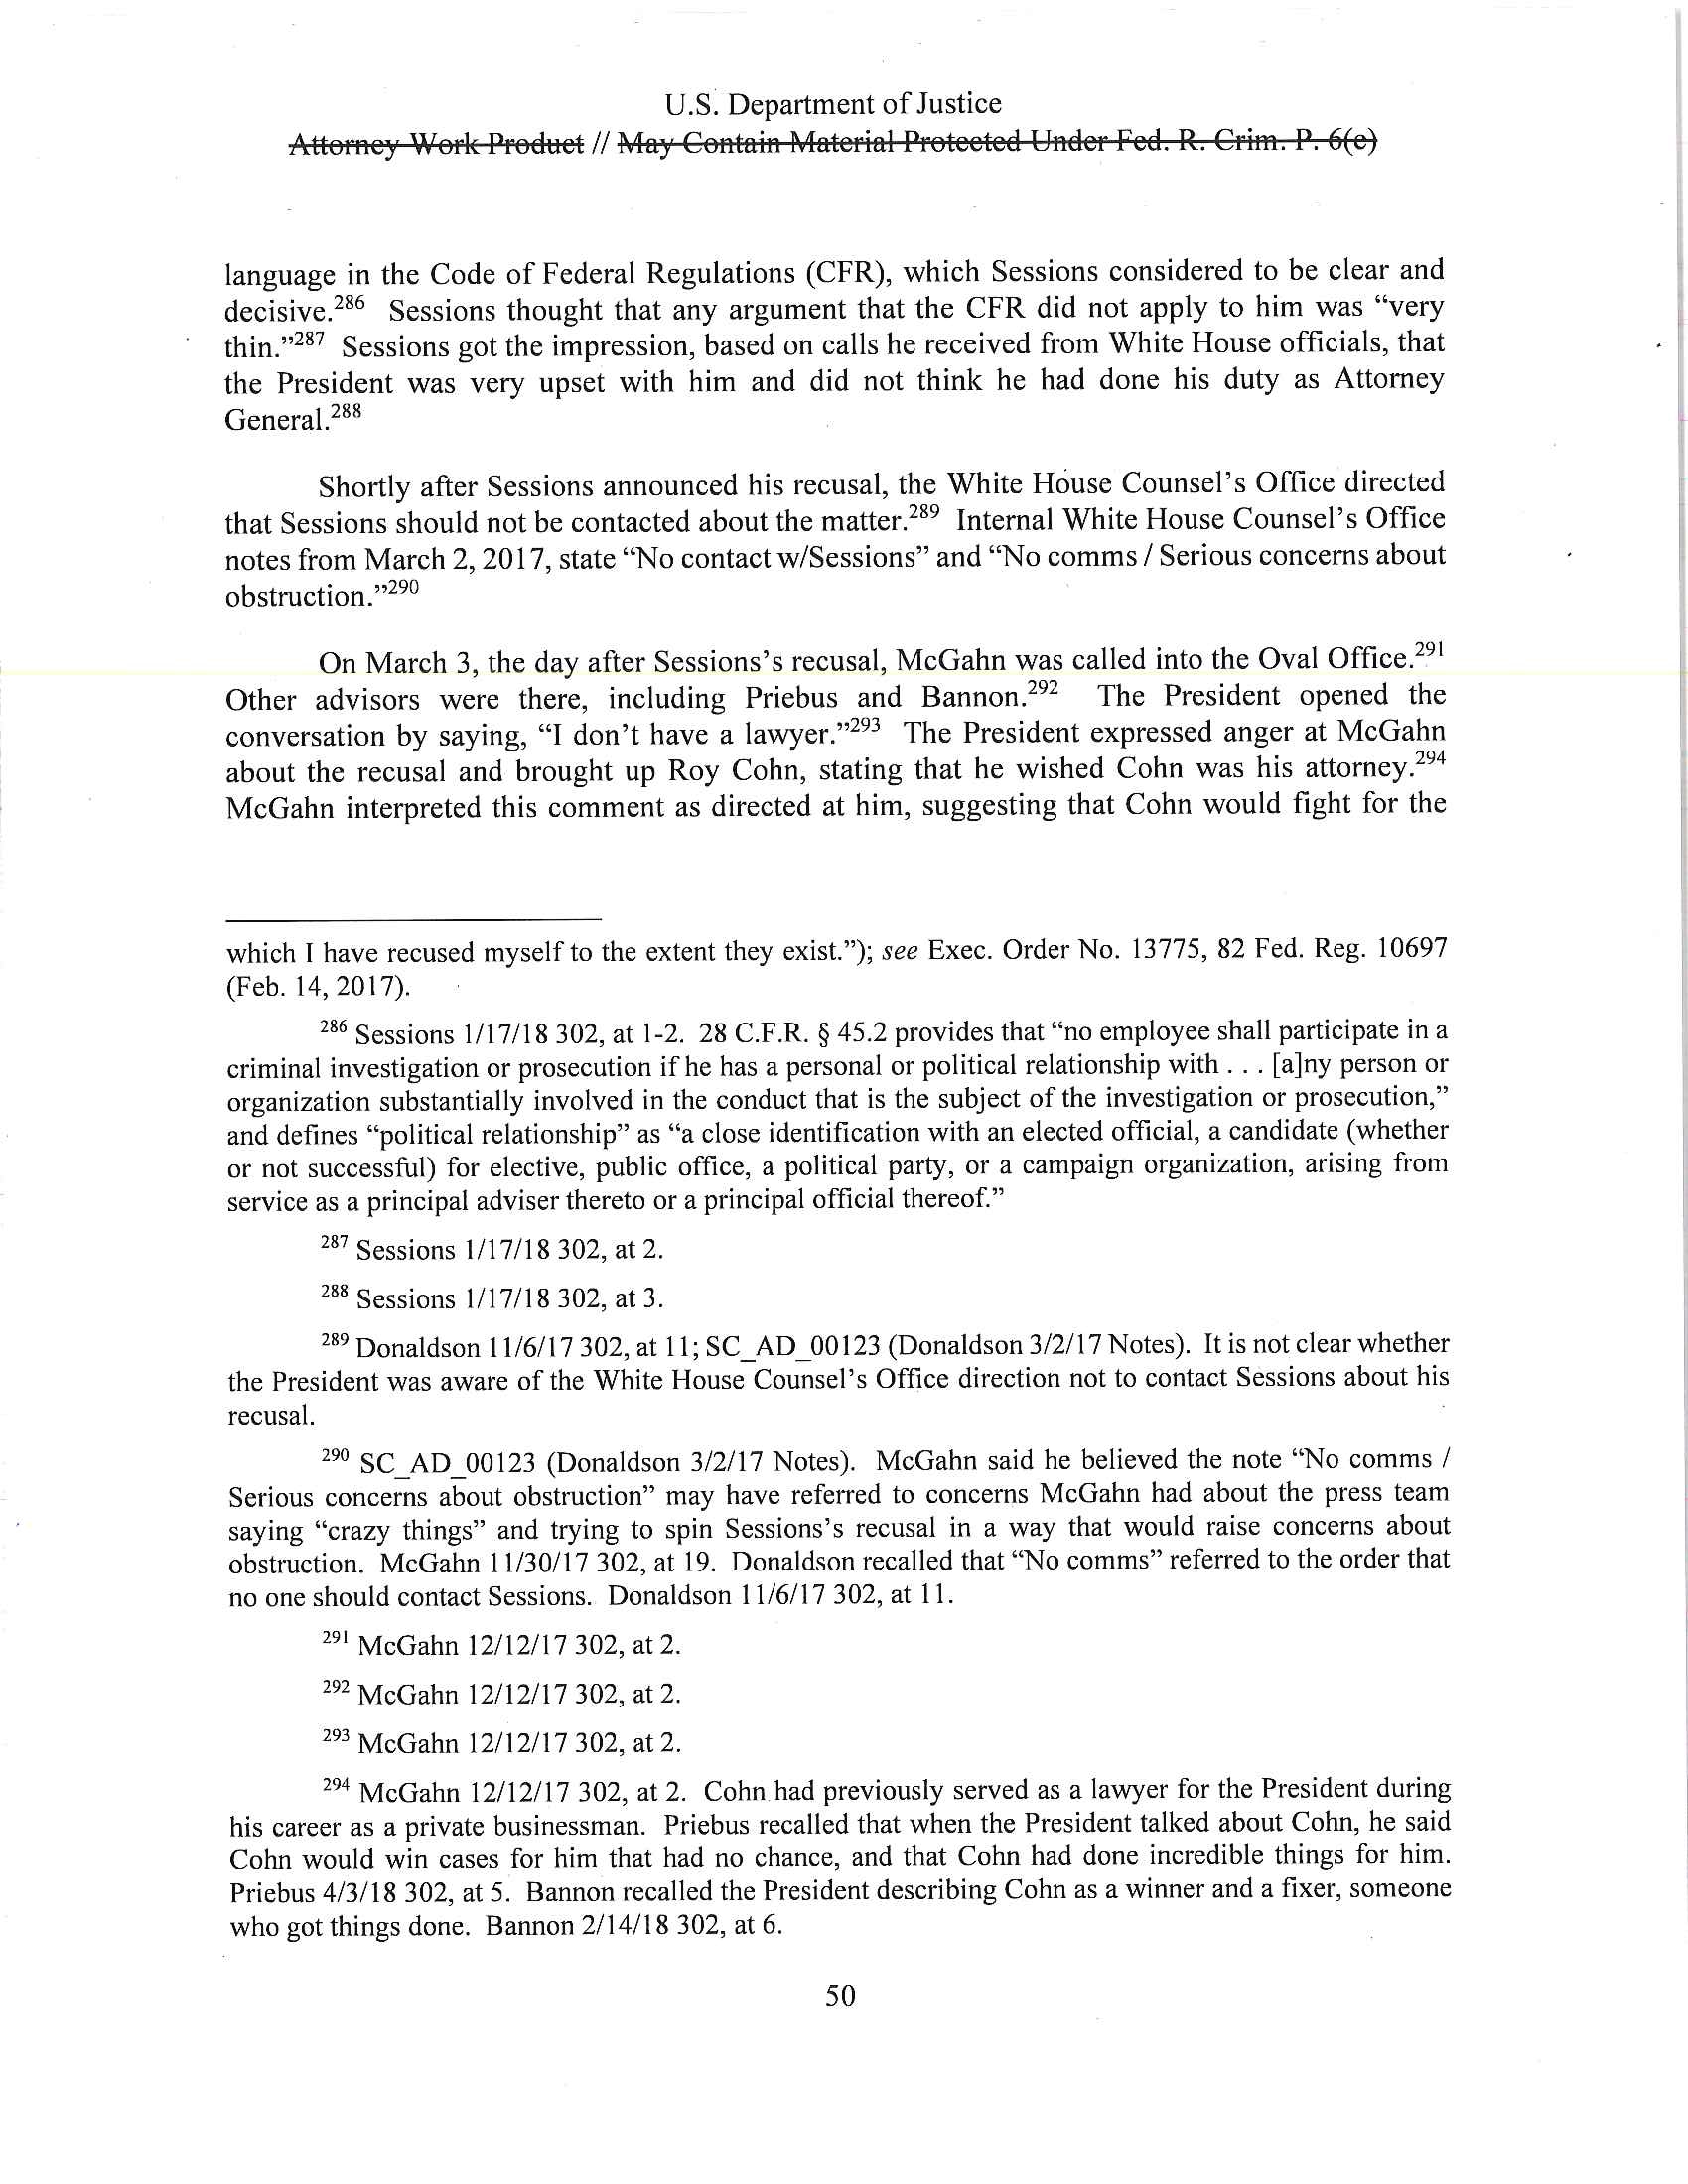 U.S. Department of Justice
Attorney Work Product // May Contain Material Protected Under Fed. R. Crim. P. 6(e)
language in the Code of Federal Regulations (CFR), which Sessions considered to be clear and
decisive.286 Sessions thought that any argument that the CFR did not apply to him was “very
thin.”287 Sessions got the impression, based on calls he received from White House officials, that
the President was very upset with him and did not think he had done his duty as Attorney
General.288
Shortly after Sessions announced his recusal, the White House Counsel’s Office directed
that Sessions should not be contacted about the matter.289 Internal White House Counsel’s Office
notes from March 2, 2017, state “No contact w/Sessions” and “No comms / Serious concerns about
obstruction.”290
On March 3, the day after Sessions’s recusal, McGahn was called into the Oval Office.291
Other advisors were there, including Priebus and Bannon.292 The President opened the
conversation by saying, “I don’t have a lawyer.”293 The President expressed anger at McGahn
about the recusal and brought up Roy Cohn, stating that he wished Cohn was his attorney.294
McGahn interpreted this comment as directed at him, suggesting that Cohn would fight for the
which I have recused myself to the extent they exist.”); see Exec. Order No. 13775, 82 Fed. Reg. 10697
(Feb. 14, 2017).
286 Sessions 1/17/18 302, at 1-2. 28 C.F.R. § 45.2 provides that “no employee shall participate in a
criminal investigation or prosecution if he has a personal or political relationship with . . . [a]ny person or
organization substantially involved in the conduct that is the subject of the investigation or prosecution,”
and defines “political relationship” as “a close identification with an elected official, a candidate (whether
or not successful) for elective, public office, a political party, or a campaign organization, arising from
service as a principal adviser thereto or a principal official thereof.”
287 Sessions 1/17/18 302, at 2.
288 Sessions 1/17/18 302, at 3.
289 Donaldson 11/6/17 302, at 11; SC_AD_00123 (Donaldson 3/2/17 Notes). It is not clear whether
the President was aware of the White House Counsel’s Office direction not to contact Sessions about his
recusal.
290 SC_AD_00123 (Donaldson 3/2/17 Notes). McGahn said he believed the note “No comms /
Serious concerns about obstruction” may have referred to concerns McGahn had about the press team
saying “crazy things” and trying to spin Sessions’s recusal in a way that would raise concerns about
obstruction. McGahn 11/30/17 302, at 19. Donaldson recalled that “No comms” referred to the order that
no one should contact Sessions. Donaldson 11/6/17 302, at 11.
291 McGahn 12/12/17 302, at 2.
292 McGahn 12/12/17 302, at 2.
293 McGahn 12/12/17 302, at 2.
294 McGahn 12/12/17 302, at 2. Cohn had previously served as a lawyer for the President during
his career as a private businessman. Priebus recalled that when the President talked about Cohn, he said
Cohn would win cases for him that had no chance, and that Cohn had done incredible things for him.
Priebus 4/3/18 302, at 5. Bannon recalled the President describing Cohn as a winner and a fixer, someone
who got things done. Bannon 2/14/18 302, at 6.
50